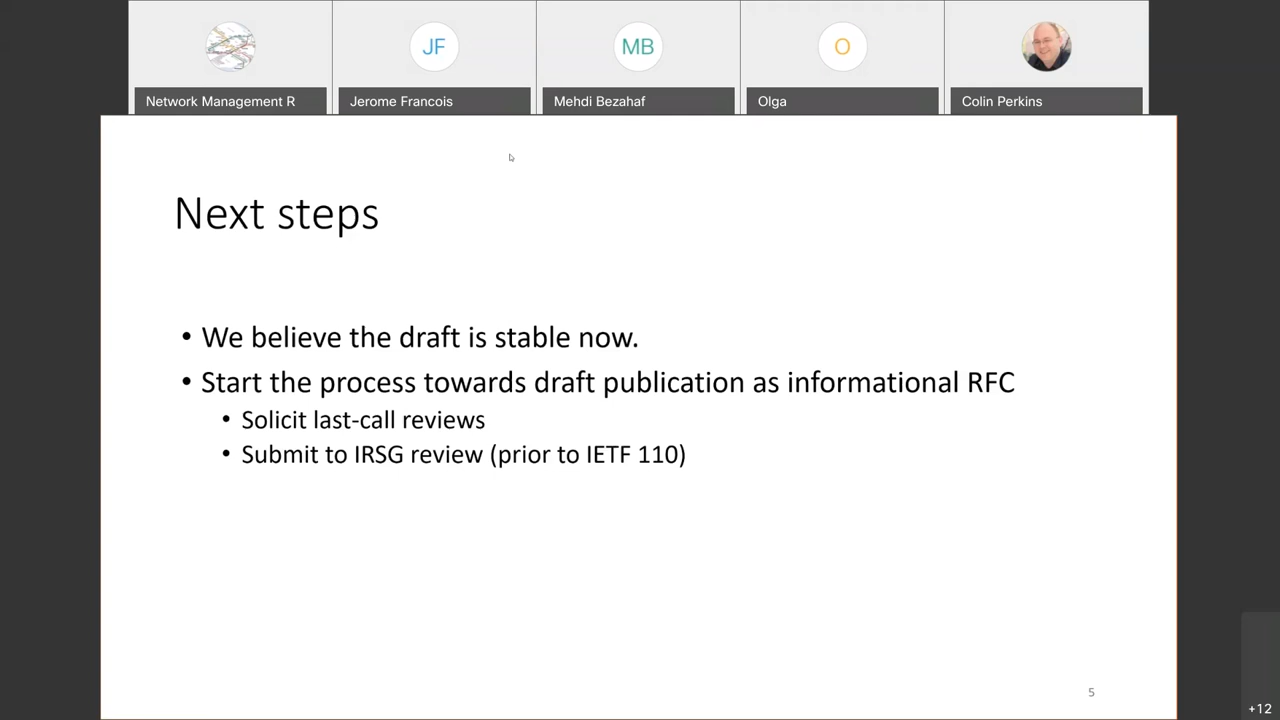 JF
MB
O
Network Management R
Jerome Francois
Mehdi Bezahaf
Olga
Colin Perkins
Next steps
• We believe the draft is stable now.
• Start the process towards draft publication as informational RFC
• Solicit last-call reviews
• Submit to IRSG review (prior to IETF 110)
5
+12